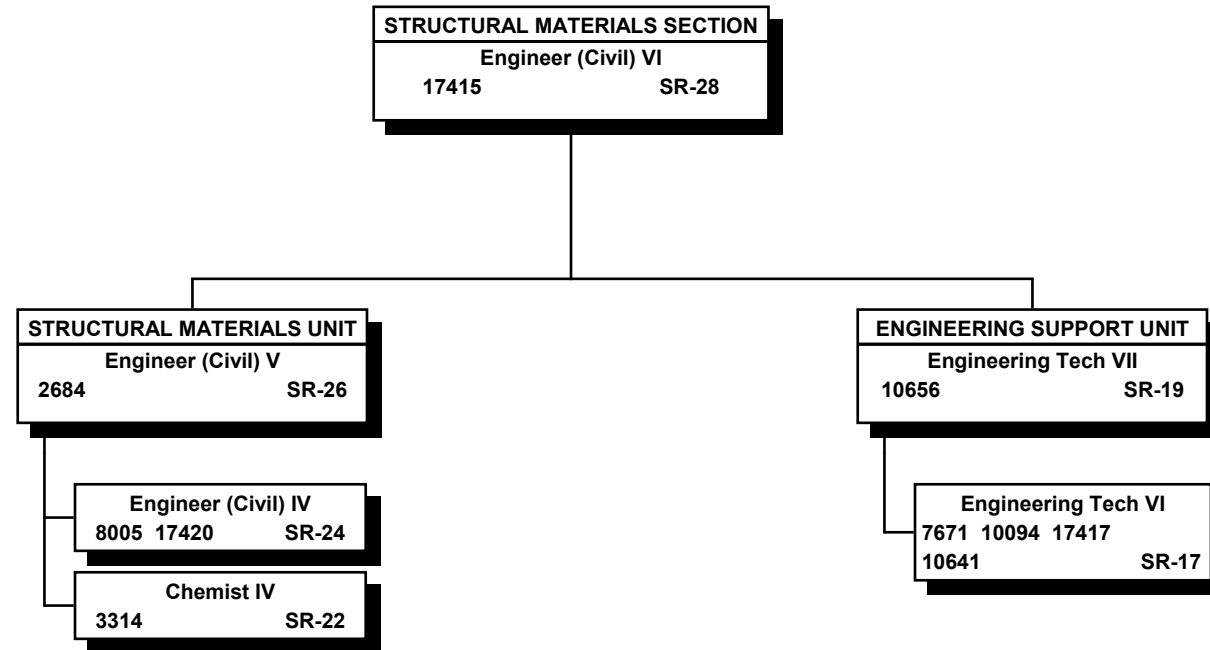 STRUCTURAL MATERIALS SECTION
Engineer (Civil) VI
17415 SR-28
STRUCTURAL MATERIALS UNIT
Engineer (Civil) V
2684 SR-26
Engineer (Civil) IV
8005 17420 SR-24
Chemist IV
3314 SR-22
ENGINEERING SUPPORT UNIT
Engineering Tech VII
10656 SR-19
Engineering Tech VI
7671 10094 17417
10641 SR-17